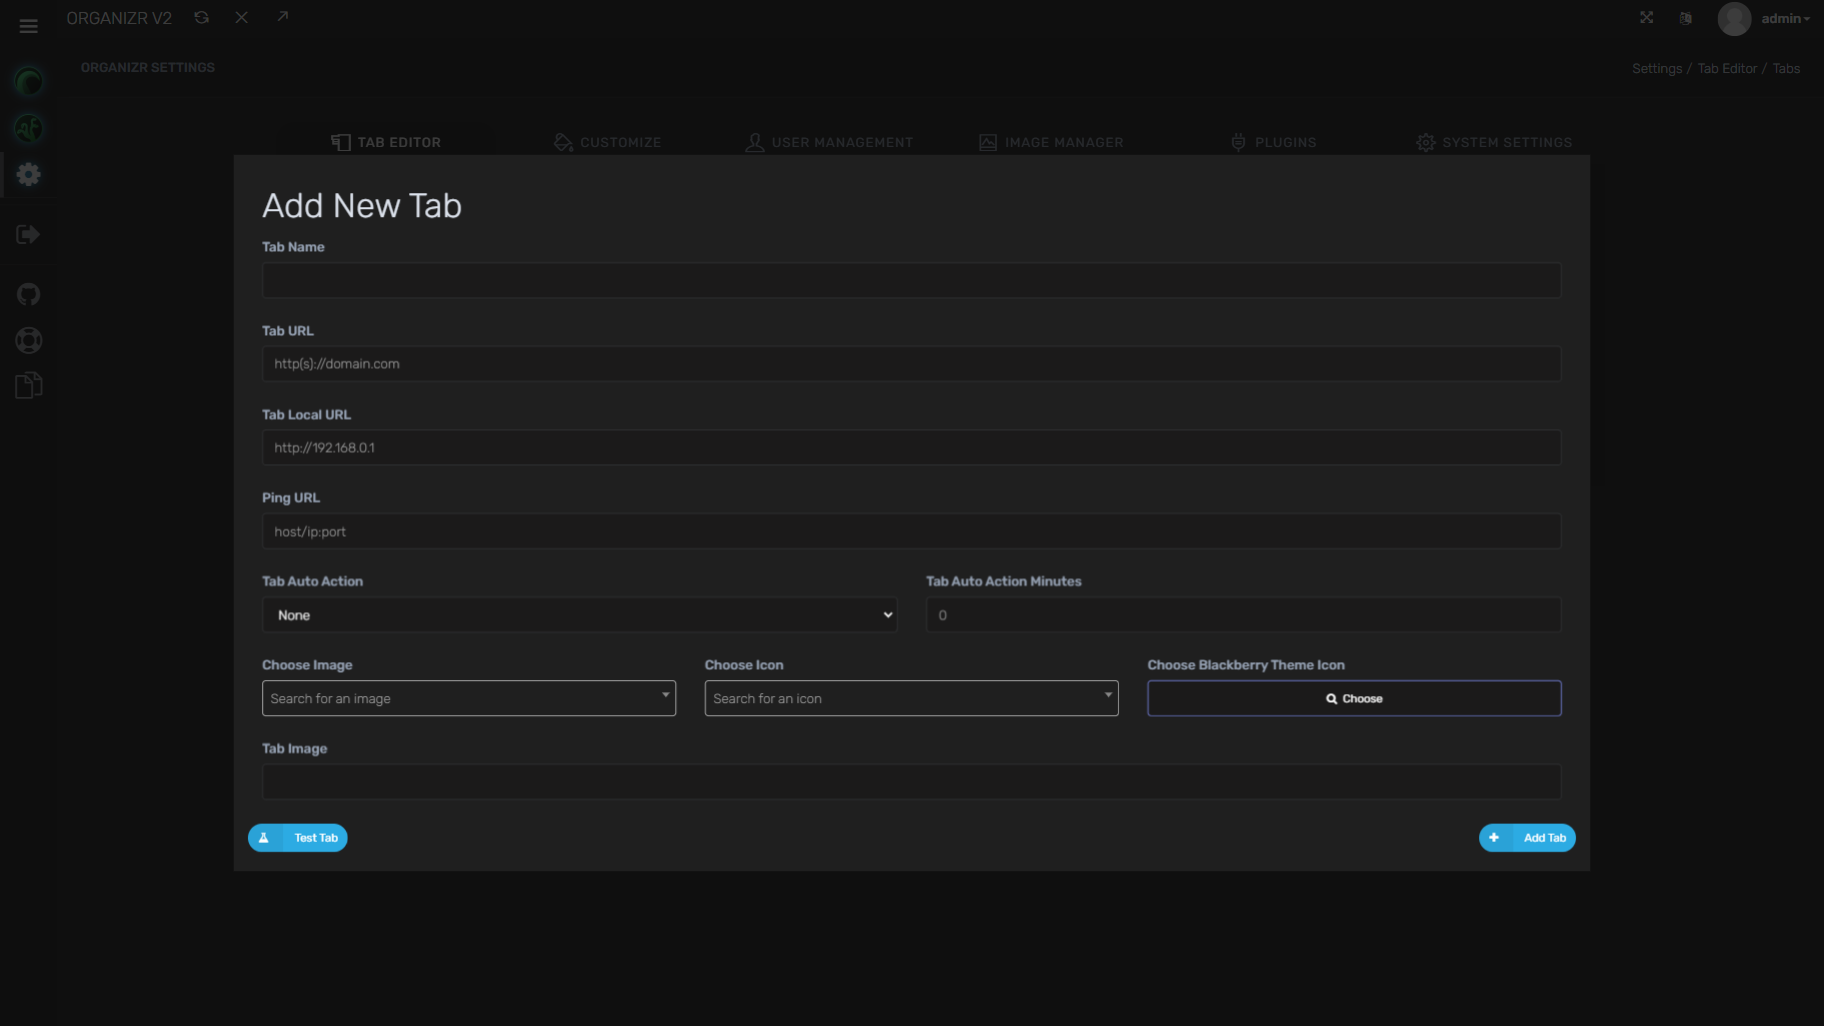 ORGANIZR V2
admin
ORGANIZR SETTINGS
Settings / Tab Editor / Tabs
TAB EDITOR
CUSTOMIZE
USER MANAGEMENT
IMAGE MANAGER
PLUGINS
SYSTEM SETTINGS
Add New Tab
Tab Name
Tab URL
http(s)://domain.com
Tab Local URL
http://192.168.0.1
Ping URL
host/ip:port
Tab Auto Action
Tab Auto Action Minutes
None
0
Choose Image
Choose Icon
Choose Blackberry Theme Icon
Search for an image
Search for an icon
Choose
Tab Image
Test Tab
Add Tab